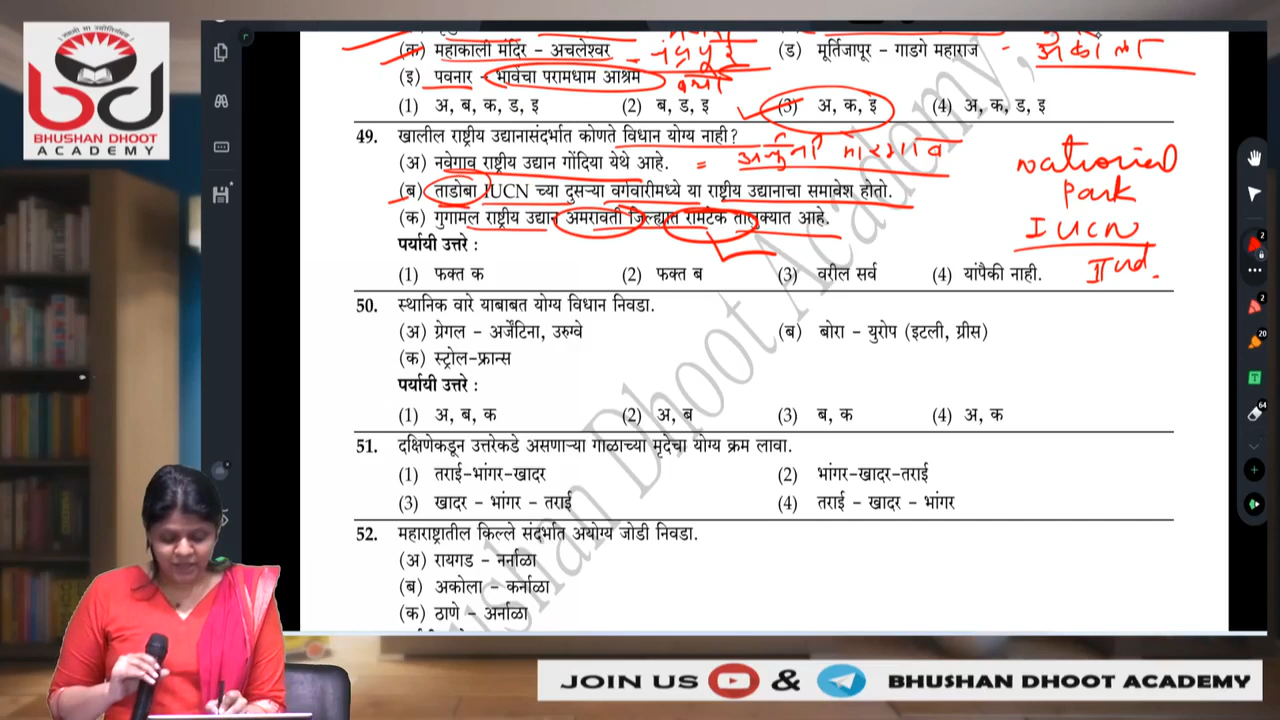 BHUSHAN DHOOT
ACADEMY
(क) महाकाली मंदिर – अचलेश्वर
(ड) मूर्तिजापूर – गाडगे महाराज
(इ) पवनार – भावेंचा परामधाम आश्रम
(1) अ, ब, क, ड, इ (2) ब, ड, इ (3) अ, क, इ (4) अ, क, ड, इ
49. खालील राष्ट्रीय उद्यानासंदर्भात कोणते विधान योग्य नाही?
(अ) नवेगाव राष्ट्रीय उद्यान गोंदिया येथे आहे.
(ब) ताडोबा IUCN च्या दुसऱ्या वर्गवारीमध्ये या राष्ट्रीय उद्यानाचा समावेश होतो.
(क) गुगामल राष्ट्रीय उद्यान अमरावती जिल्ह्यात रामटेक तालुक्यात आहे.
पर्यायी उत्तरे :
(1) फक्त क (2) फक्त ब (3) वरील सर्व (4) यांपैकी नाही.
National
Park
IUCN
IInd.
50. स्थानिक वारे याबाबत योग्य विधान निवडा.
(अ) ग्रेगल – अर्जेंटिना, उरुग्वे (ब) बोरा – युरोप (इटली, ग्रीस)
(क) स्ट्रोल–फ्रान्स
पर्यायी उत्तरे :
(1) अ, ब, क (2) अ, ब (3) ब, क (4) अ, क
51. दक्षिणेकडून उत्तरेकडे असणाऱ्या गाळाच्या मृदेचा योग्य क्रम लावा.
(1) तराई–भांगर–खादर (2) भांगर–खादर–तराई
(3) खादर – भांगर – तराई (4) तराई – खादर – भांगर
52. महाराष्ट्रातील किल्ले संदर्भात अयोग्य जोडी निवडा.
(अ) रायगड – नर्नाळा
(ब) अकोला – कर्नाळा
(क) ठाणे – अर्नाळा
JOIN US & BHUSHAN DHOOT ACADEMY